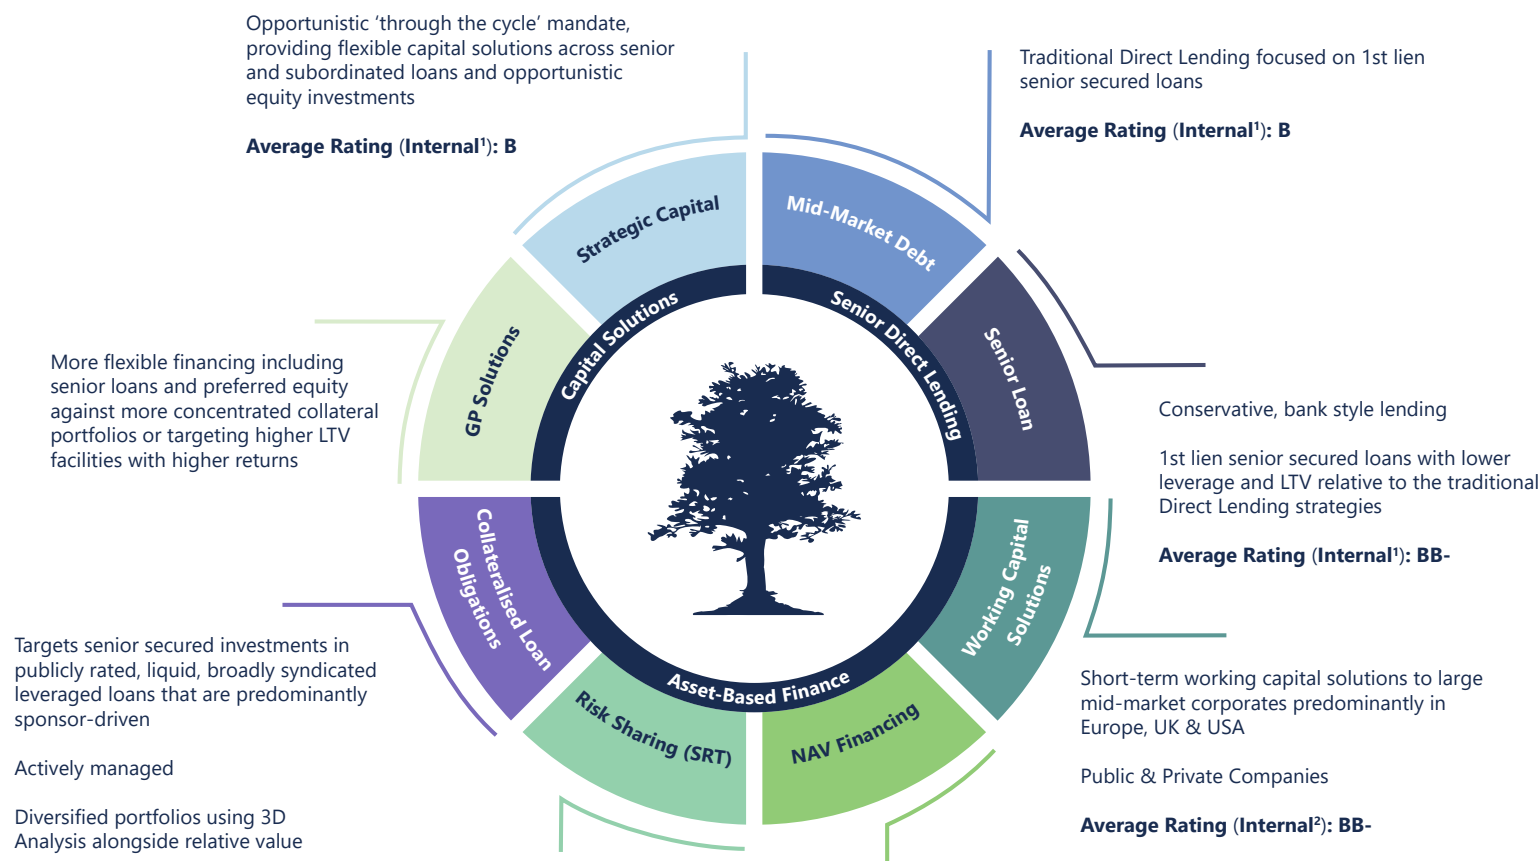 Opportunistic ‘through the cycle’ mandate,
providing flexible capital solutions across senior
and subordinated loans and opportunistic
equity investments
Average Rating (Internal¹): B
Traditional Direct Lending focused on 1st lien
senior secured loans
Average Rating (Internal¹): B
Strategic Capital
Mid-Market Debt
Capital Solutions
Senior Direct Lending
GP Solutions
Senior Loan
More flexible financing including
senior loans and preferred equity
against more concentrated collateral
portfolios or targeting higher LTV
facilities with higher returns
Conservative, bank style lending
1st lien senior secured loans with lower
leverage and LTV relative to the traditional
Direct Lending strategies
Average Rating (Internal¹): BB-
Collateralised Loan
Obligations
Working Capital
Solutions
Asset-Based Finance
Risk Sharing (SRT)
NAV Financing
Targets senior secured investments in
publicly rated, liquid, broadly syndicated
leveraged loans that are predominantly
sponsor-driven
Actively managed
Diversified portfolios using 3D
Analysis alongside relative value
Short-term working capital solutions to large
mid-market corporates predominantly in
Europe, UK & USA
Public & Private Companies
Average Rating (Internal²): BB-